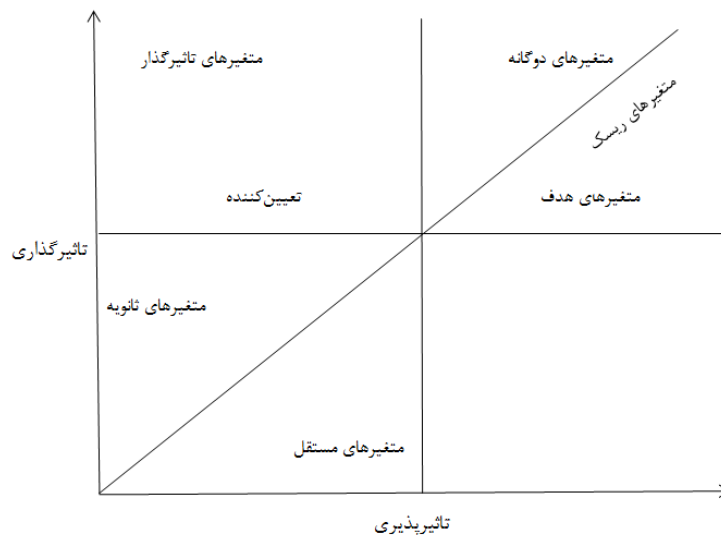 متغیرهای دوگانه
متغیرهای تاثیرگذار
متغیرهای ریسک
متغیرهای هدف
تعیین‌کننده
تاثیرگذاری
متغیرهای ثانویه
متغیرهای مستقل
تاثیرپذیری